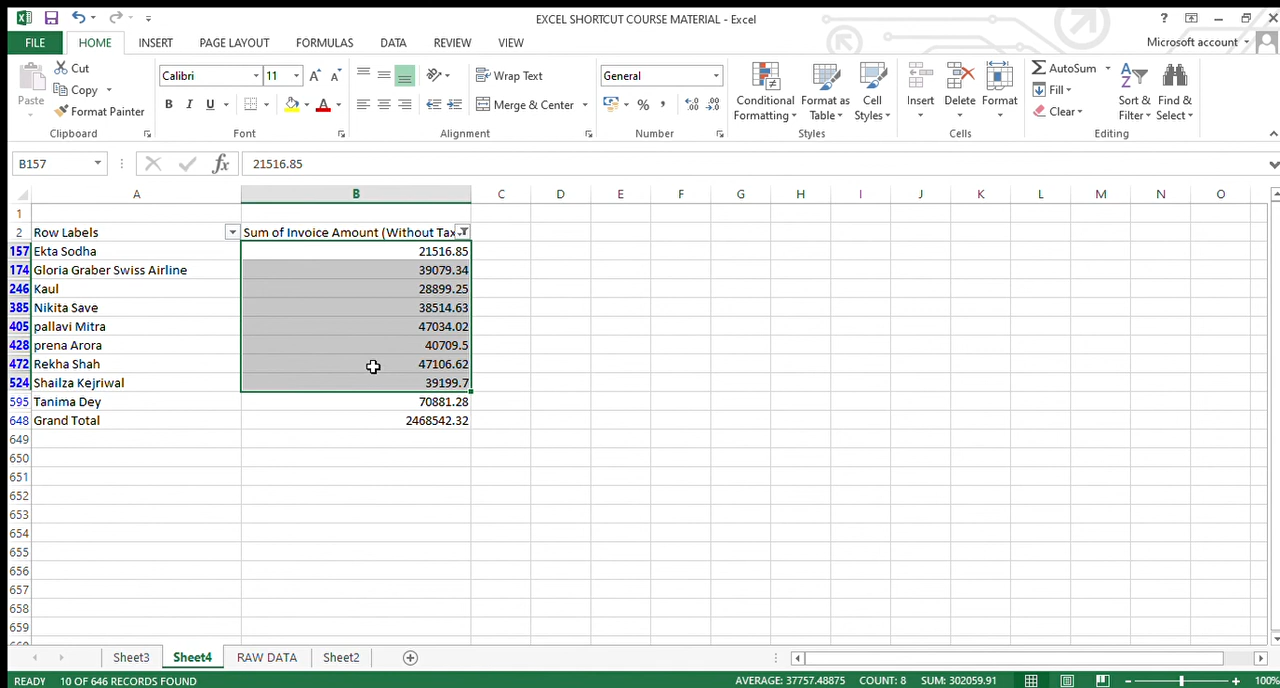 EXCEL SHORTCUT COURSE MATERIAL - Excel
?
FILE HOME INSERT PAGE LAYOUT FORMULAS DATA REVIEW VIEW Microsoft account
Paste
Cut
Copy
Format Painter
Clipboard
Calibri 11
B I U
Font
Wrap Text
Merge & Center
Alignment
General
%
Number
Conditional Formatting
Format as Table
Cell Styles
Styles
Insert Delete Format
Cells
AutoSum
Fill
Clear
Sort & Filter
Find & Select
Editing
B157 fx 21516.85
A B C D E F G H I J K L M N O
1
2 Row Labels Sum of Invoice Amount (Without Tax
157 Ekta Sodha 21516.85
174 Gloria Graber Swiss Airline 39079.34
246 Kaul 28899.25
385 Nikita Save 38514.63
405 pallavi Mitra 47034.02
428 prena Arora 40709.5
472 Rekha Shah 47106.62
524 Shailza Kejriwal 39199.7
595 Tanima Dey 70881.28
648 Grand Total 2468542.32
649
650
651
652
653
654
655
656
657
658
659
Sheet3 Sheet4 RAW DATA Sheet2
READY 10 OF 646 RECORDS FOUND AVERAGE: 37757.48875 COUNT: 8 SUM: 302059.91 100%